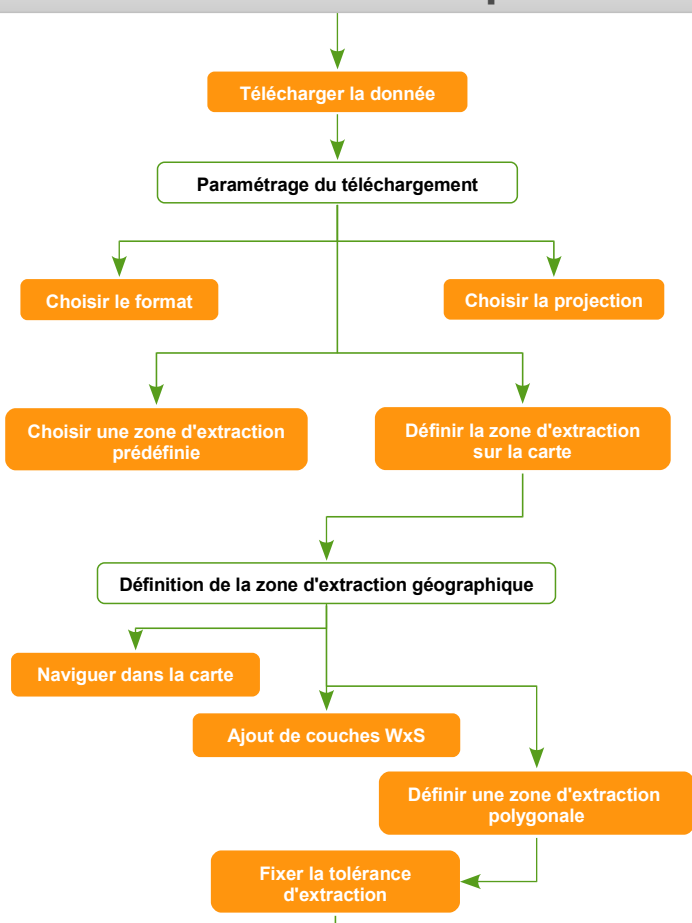 Télécharger la donnée
Paramétrage du téléchargement
Choisir le format
Choisir la projection
Choisir une zone d'extraction
prédéfinie
Définir la zone d'extraction
sur la carte
Définition de la zone d'extraction géographique
Naviguer dans la carte
Ajout de couches WxS
Définir une zone d'extraction
polygonale
Fixer la tolérance
d'extraction